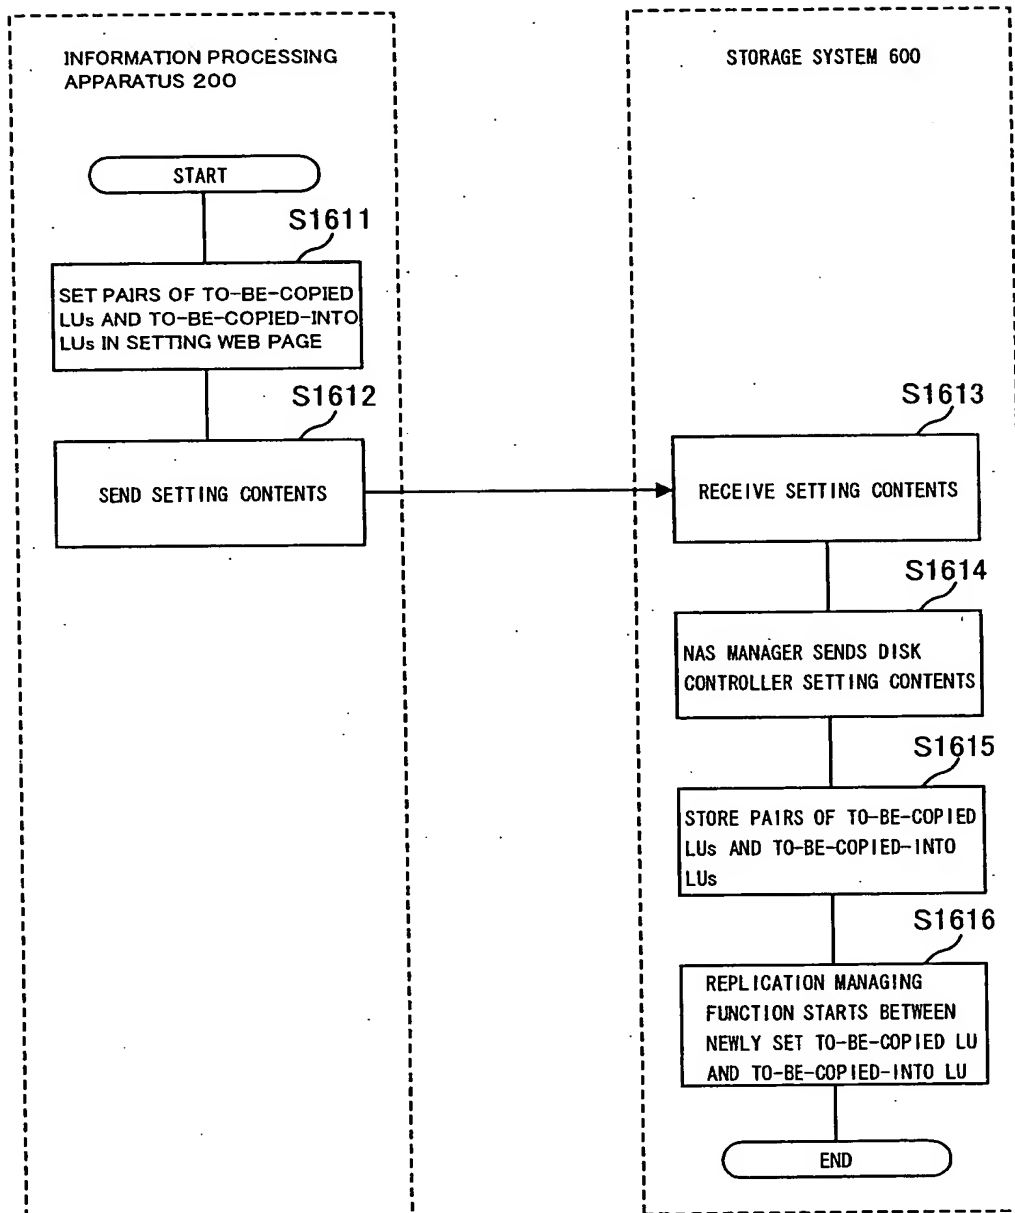 INFORMATION PROCESSING
APPARATUS 200
START
S1611
SET PAIRS OF TO-BE-COPIED
LUs AND TO-BE-COPIED-INTO
LUs IN SETTING WEB PAGE
S1612
SEND SETTING CONTENTS
STORAGE SYSTEM 600
S1613
RECEIVE SETTING CONTENTS
S1614
NAS MANAGER SENDS DISK
CONTROLLER SETTING CONTENTS
S1615
STORE PAIRS OF TO-BE-COPIED
LUs AND TO-BE-COPIED-INTO
LUs
S1616
REPLICATION MANAGING
FUNCTION STARTS BETWEEN
NEWLY SET TO-BE-COPIED LU
AND TO-BE-COPIED-INTO LU
END